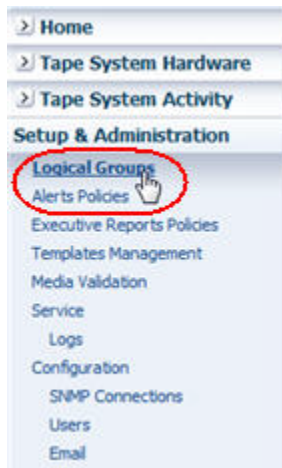 Home
Tape System Hardware
Tape System Activity
Setup & Administration
Logical Groups
Alerts Policies
Executive Reports Policies
Templates Management
Media Validation
Service
Logs
Configuration
SNMP Connections
Users
Email